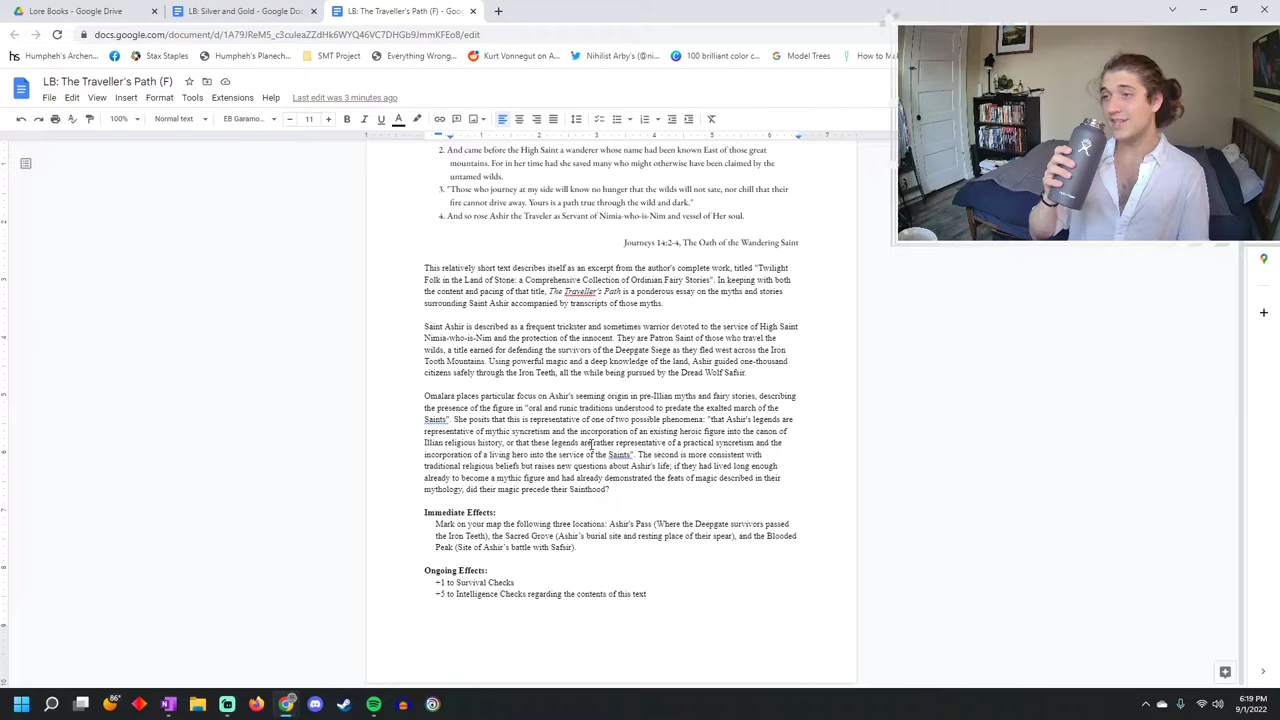 Lore Books - Google Drive
LB: Silver and Gold - Google Doc
LB: The Traveller's Path (F) - Goo
docs.google.com/document/d/
/edit
Humpheh's Archen
Stax Staples
Humpheh's Planech...
SMT Project
Everything Wrong...
Kurt Vonnegut on A
Nihilist Arby's (@ni...
100 brilliant color c...
Model Trees
How to Ma
LB: The Traveller's Path (F)
File Edit View Insert Format Tools Extensions Help Last edit was 3 minutes ago
100% Normal text EB Garamo... 11 B I U A
1 1 2 3 4 5 6 7
2. And came before the High Saint a wanderer whose name had been known East of those great
mountains. For in her time had she saved many who might otherwise have been claimed by the
untamed wilds.
3. "Those who journey at my side will know no hunger that the wilds will not sate, nor chill that their
fire cannot drive away. Yours is a path true through the wild and dark."
4. And so rose Ashir the Traveler as Servant of Nimia-who-is-Nim and vessel of Her soul.
Journeys 14:2-4, The Oath of the Wandering Saint
This relatively short text describes itself as an excerpt from the author's complete work, titled "Twilight
Folk in the Land of Stone: a Comprehensive Collection of Ordinian Fairy Stories". In keeping with both
the content and pacing of that title, The Traveller's Path is a ponderous essay on the myths and stories
surrounding Saint Ashir accompanied by transcripts of those myths.
Saint Ashir is described as a frequent trickster and sometimes warrior devoted to the service of High Saint
Nimia-who-is-Nim and the protection of the innocent. They are Patron Saint of those who travel the
wilds, a title earned for defending the survivors of the Deepgate Siege as they fled west across the Iron
Tooth Mountains. Using powerful magic and a deep knowledge of the land, Ashir guided one-thousand
citizens safely through the Iron Teeth, all the while being pursued by the Dread Wolf Safsir.
Omalara places particular focus on Ashir's seeming origin in pre-Illian myths and fairy stories, describing
the presence of the figure in "oral and runic traditions understood to predate the exalted march of the
Saints". She posits that this is representative of one of two possible phenomena: "that Ashir's legends are
representative of mythic syncretism and the incorporation of an existing heroic figure into the canon of
Illian religious history, or that these legends are rather representative of a practical syncretism and the
incorporation of a living hero into the service of the Saints". The second is more consistent with
traditional religious beliefs but raises new questions about Ashir's life; if they had lived long enough
already to become a mythic figure and had already demonstrated the feats of magic described in their
mythology, did their magic precede their Sainthood?
Immediate Effects:
Mark on your map the following three locations: Ashir's Pass (Where the Deepgate survivors passed
the Iron Teeth), the Sacred Grove (Ashir's burial site and resting place of their spear), and the Blooded
Peak (Site of Ashir's battle with Safsir).
Ongoing Effects:
+1 to Survival Checks
+5 to Intelligence Checks regarding the contents of this text
86°
6:19 PM
9/1/2022